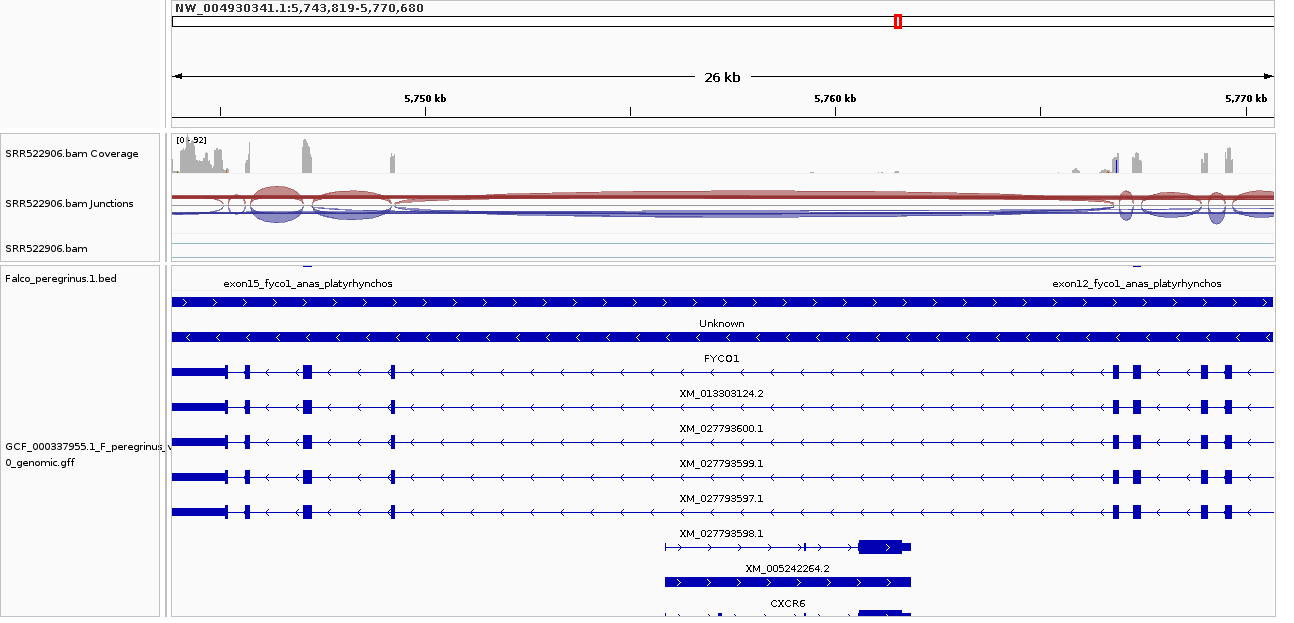 NW_004930341.1:5,743,819-5,770,680
26 kb
5,750 kb 5,760 kb 5,770 kb
[0 - 92]
SRR522906.bam Coverage
SRR522906.bam Junctions
SRR522906.bam
Falco_peregrinus.1.bed
exon15_fyco1_anas_platyrhynchos exon12_fyco1_anas_platyrhynchos
Unknown
FYCO1
XM_013303124.2
XM_027793600.1
GCF_000337955.1_F_peregrinus_v
0_genomic.gff
XM_027793599.1
XM_027793597.1
XM_027793598.1
XM_005242264.2
CXCR6